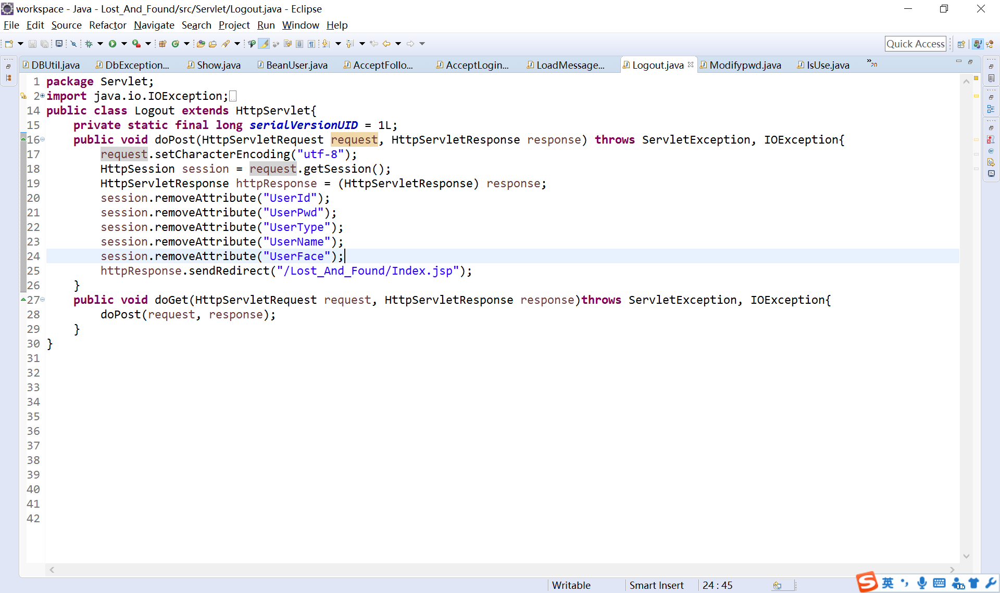 workspace - Java - Lost_And_Found/src/Servlet/Logout.java - Eclipse
File Edit Source Refactor Navigate Search Project Run Window Help
Quick Access
DBUtil.java DbException... Show.java BeanUser.java AcceptFollo... AcceptLogin... LoadMessage... Logout.java Modifypwd.java IsUse.java »20
1 package Servlet;
2 import java.io.IOException;
14 public class Logout extends HttpServlet{
15 private static final long serialVersionUID = 1L;
16 public void doPost(HttpServletRequest request, HttpServletResponse response) throws ServletException, IOException{
17 request.setCharacterEncoding("utf-8");
18 HttpSession session = request.getSession();
19 HttpServletResponse httpResponse = (HttpServletResponse) response;
20 session.removeAttribute("UserId");
21 session.removeAttribute("UserPwd");
22 session.removeAttribute("UserType");
23 session.removeAttribute("UserName");
24 session.removeAttribute("UserFace");
25 httpResponse.sendRedirect("/Lost_And_Found/Index.jsp");
26 }
27 public void doGet(HttpServletRequest request, HttpServletResponse response)throws ServletException, IOException{
28 doPost(request, response);
29 }
30 }
31
32
33
34
35
36
37
38
39
40
41
42
Writable Smart Insert 24 : 45
S 英 16